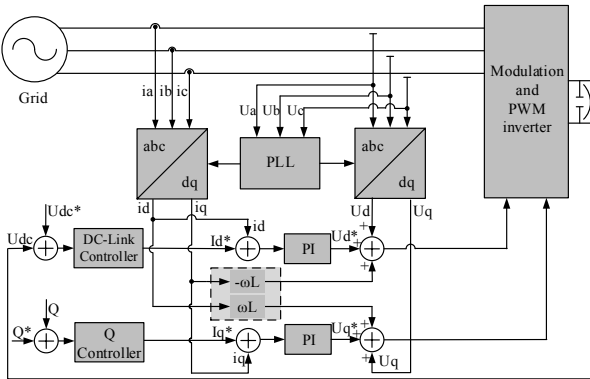 Grid
ia ib ic
Ua Ub Uc
Modulation
and
PWM
inverter
abc
dq
PLL
abc
dq
id
iq
Ud
Uq
Udc*
Udc
DC-Link
Controller
Id*
id
PI
Ud*
+
+
+
-ωL
ωL
Q
Q*
Q
Controller
Iq*
iq
PI
Uq*
+
+
+
Uq